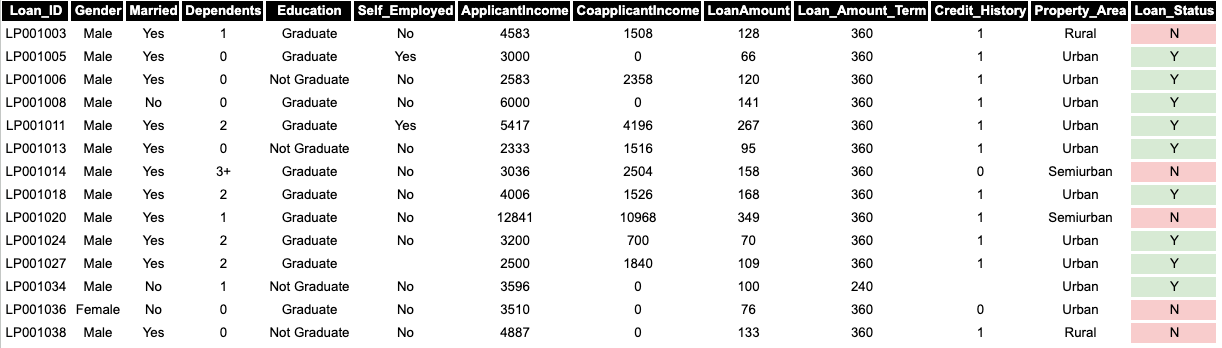 Loan_ID Gender Married Dependents Education Self_Employed ApplicantIncome CoapplicantIncome LoanAmount Loan_Amount_Term Credit_History Property_Area Loan_Status
LP001003 Male Yes 1 Graduate No 4583 1508 128 360 1 Rural N
LP001005 Male Yes 0 Graduate Yes 3000 0 66 360 1 Urban Y
LP001006 Male Yes 0 Not Graduate No 2583 2358 120 360 1 Urban Y
LP001008 Male No 0 Graduate No 6000 0 141 360 1 Urban Y
LP001011 Male Yes 2 Graduate Yes 5417 4196 267 360 1 Urban Y
LP001013 Male Yes 0 Not Graduate No 2333 1516 95 360 1 Urban Y
LP001014 Male Yes 3+ Graduate No 3036 2504 158 360 0 Semiurban N
LP001018 Male Yes 2 Graduate No 4006 1526 168 360 1 Urban Y
LP001020 Male Yes 1 Graduate No 12841 10968 349 360 1 Semiurban N
LP001024 Male Yes 2 Graduate No 3200 700 70 360 1 Urban Y
LP001027 Male Yes 2 Graduate 2500 1840 109 360 1 Urban Y
LP001034 Male No 1 Not Graduate No 3596 0 100 240 Urban Y
LP001036 Female No 0 Graduate No 3510 0 76 360 0 Urban N
LP001038 Male Yes 0 Not Graduate No 4887 0 133 360 1 Rural N